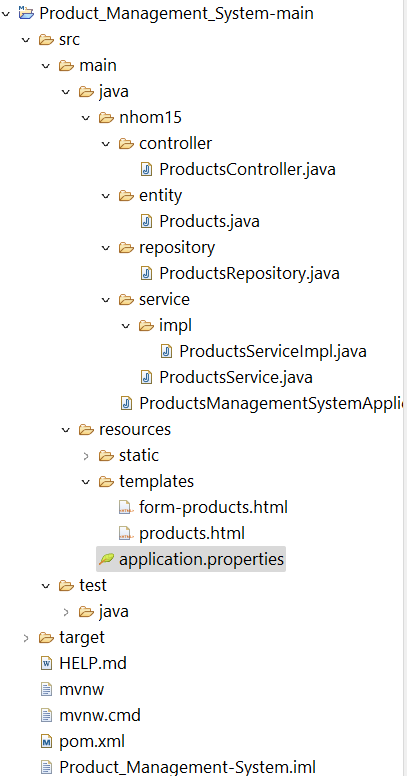 Product_Management_System-main
src
main
java
nhom15
controller
ProductsController.java
entity
Products.java
repository
ProductsRepository.java
service
impl
ProductsServiceImpl.java
ProductsService.java
ProductsManagementSystemApplic
resources
static
templates
form-products.html
products.html
application.properties
test
java
target
HELP.md
mvnw
mvnw.cmd
pom.xml
Product_Management-System.iml